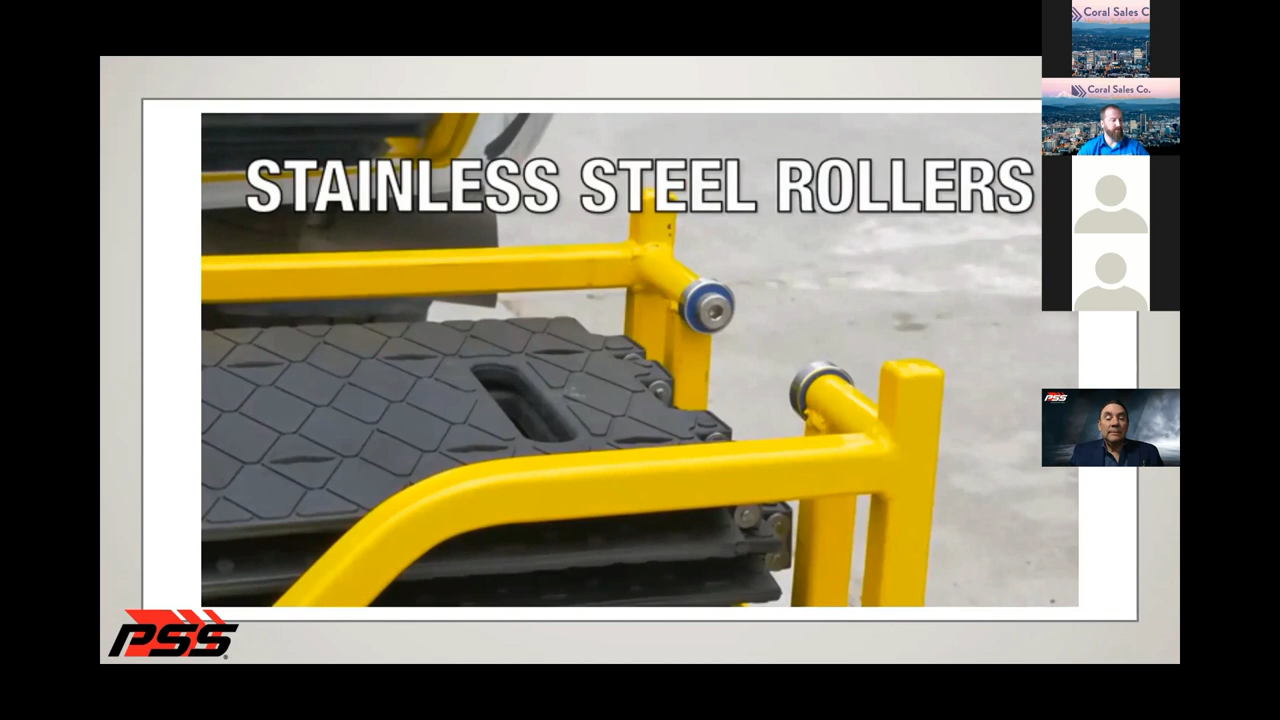 Coral Sales C
Coral Sales Co.
STAINLESS STEEL ROLLERS
PSS
PSS